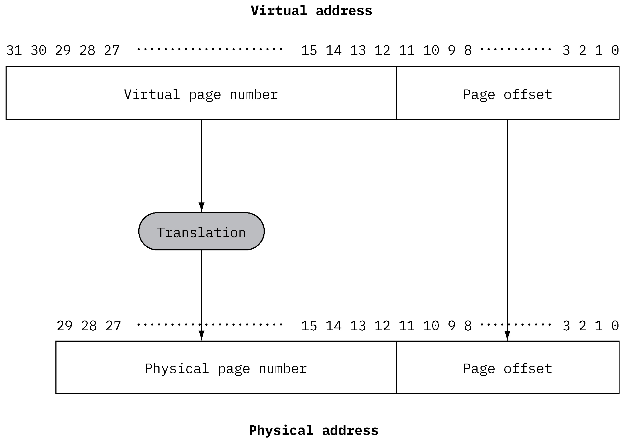 Virtual address
31 30 29 28 27 ······················ 15 14 13 12 11 10 9 8 ··········· 3 2 1 0
Virtual page number Page offset
Translation
29 28 27 ······················ 15 14 13 12 11 10 9 8 ··········· 3 2 1 0
Physical page number Page offset
Physical address